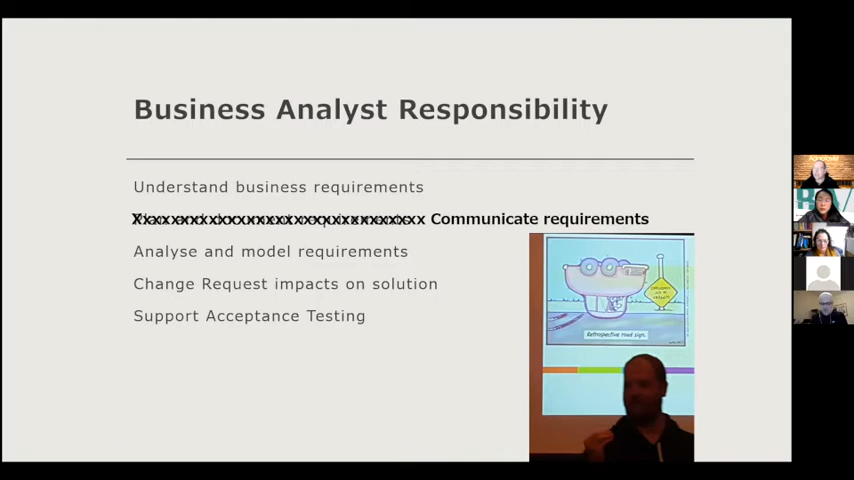 Business Analyst Responsibility
Understand business requirements
Communicate requirements
Analyse and model requirements
Change Request impacts on solution
Support Acceptance Testing
Retrospective road sign.